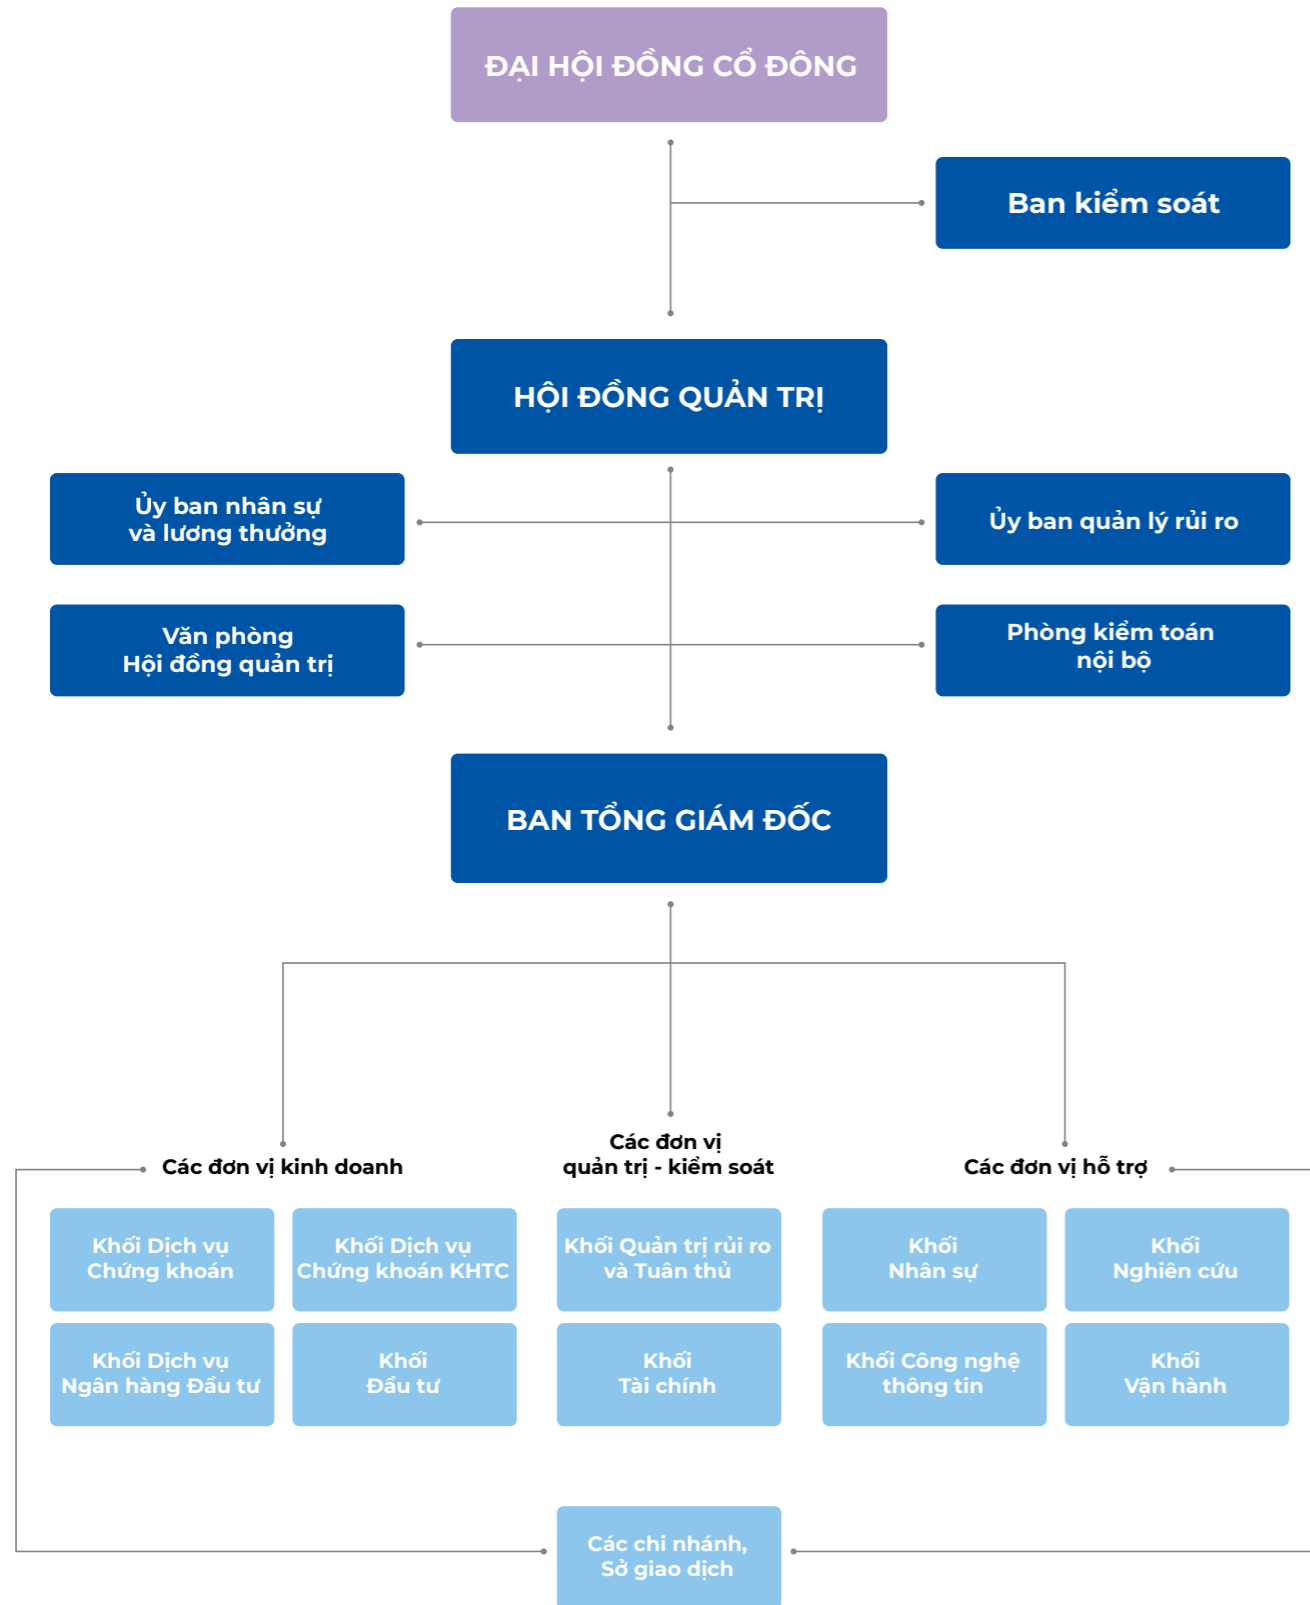 ĐẠI HỘI ĐỒNG CỔ ĐÔNG
Ban kiểm soát
HỘI ĐỒNG QUẢN TRỊ
Ủy ban nhân sự
và lương thưởng
Ủy ban quản lý rủi ro
Văn phòng
Hội đồng quản trị
Phòng kiểm toán
nội bộ
BAN TỔNG GIÁM ĐỐC
Các đơn vị kinh doanh
Các đơn vị
quản trị - kiểm soát
Các đơn vị hỗ trợ
Khối Dịch vụ
Chứng khoán
Khối Dịch vụ
Chứng khoán KHTC
Khối Quản trị rủi ro
và Tuân thủ
Khối
Nhân sự
Khối
Nghiên cứu
Khối Dịch vụ
Ngân hàng Đầu tư
Khối
Đầu tư
Khối
Tài chính
Khối Công nghệ
thông tin
Khối
Vận hành
Các chi nhánh,
Sở giao dịch